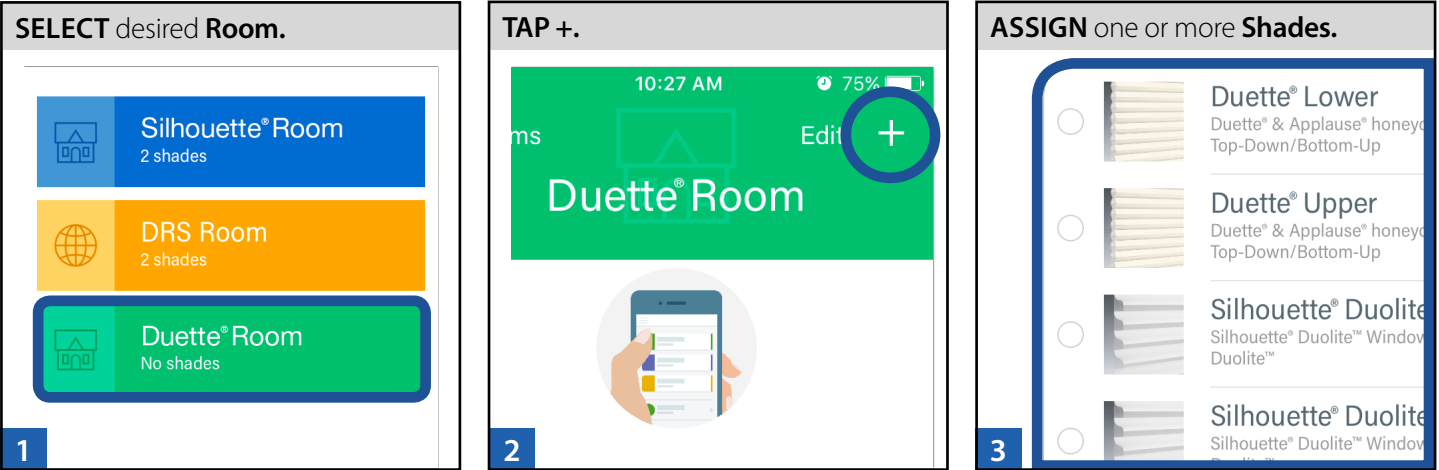 SELECT desired Room.
Silhouette® Room
2 shades
DRS Room
2 shades
Duette® Room
No shades
1
TAP +.
10:27 AM
75%
ms
Edit
+
Duette® Room
2
ASSIGN one or more Shades.
Duette® Lower
Duette® & Applause® honeyc
Top-Down/Bottom-Up
Duette® Upper
Duette® & Applause® honeyc
Top-Down/Bottom-Up
Silhouette® Duolite
Silhouette® Duolite™ Window
Duolite™
Silhouette® Duolite
Silhouette® Duolite™ Window
3